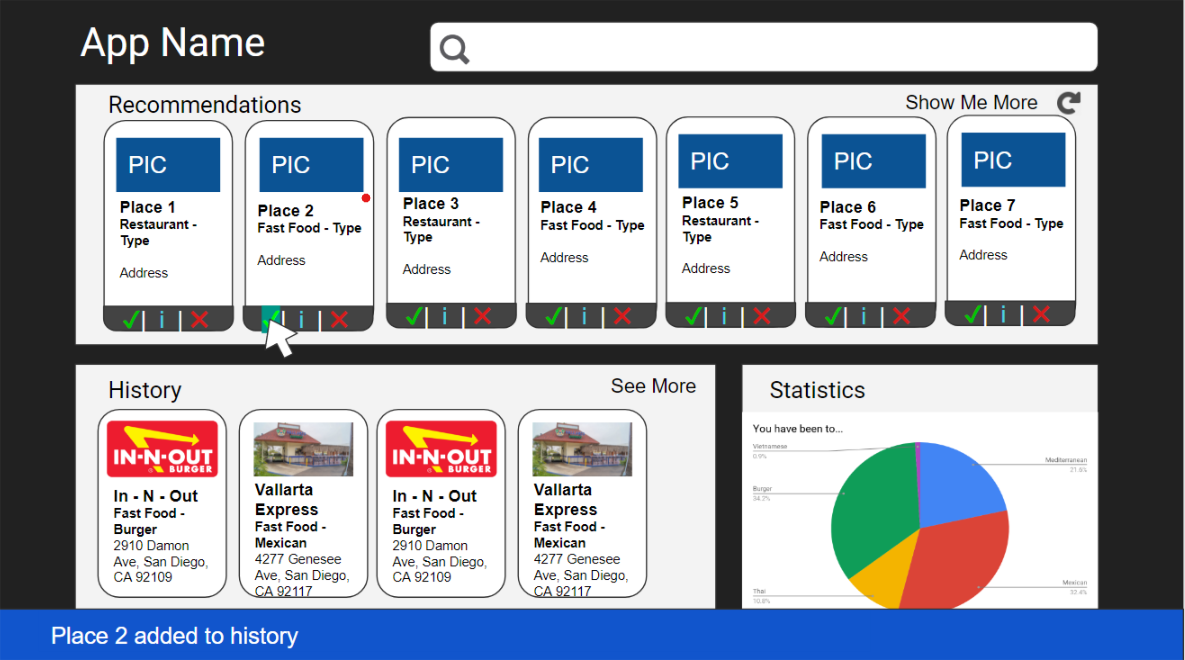 App Name
Recommendations
Show Me More
PIC
Place 1
Restaurant -
Type
Address
i
PIC
Place 2
Fast Food - Type
Address
i
PIC
Place 3
Restaurant -
Type
Address
i
PIC
Place 4
Fast Food - Type
Address
i
PIC
Place 5
Restaurant -
Type
Address
i
PIC
Place 6
Fast Food - Type
Address
i
PIC
Place 7
Fast Food - Type
Address
i
History
See More
IN-N-OUT
BURGER
In - N - Out
Fast Food -
Burger
2910 Damon
Ave, San Diego,
CA 92109
Vallarta
Express
Fast Food -
Mexican
4277 Genesee
Ave, San Diego,
CA 92117
IN-N-OUT
BURGER
In - N - Out
Fast Food -
Burger
2910 Damon
Ave, San Diego,
CA 92109
Vallarta
Express
Fast Food -
Mexican
4277 Genesee
Ave, San Diego,
CA 92117
Statistics
You have been to...
Vietnamese
0.9%
Mediterranean
21.6%
Burger
34.2%
Mexican
32.4%
Thai
10.8%
Place 2 added to history